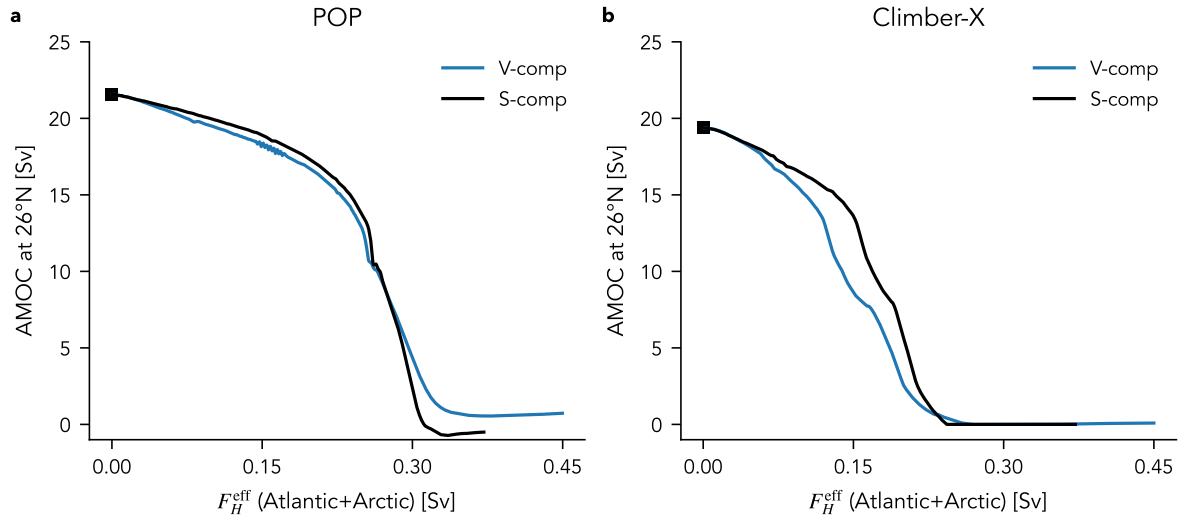 a
POP
25
20
15
10
5
0
AMOC at 26°N [Sv]
V-comp
S-comp
0.00 0.15 0.30 0.45
F_H^eff (Atlantic+Arctic) [Sv]
b
Climber-X
25
20
15
10
5
0
AMOC at 26°N [Sv]
V-comp
S-comp
0.00 0.15 0.30 0.45
F_H^eff (Atlantic+Arctic) [Sv]